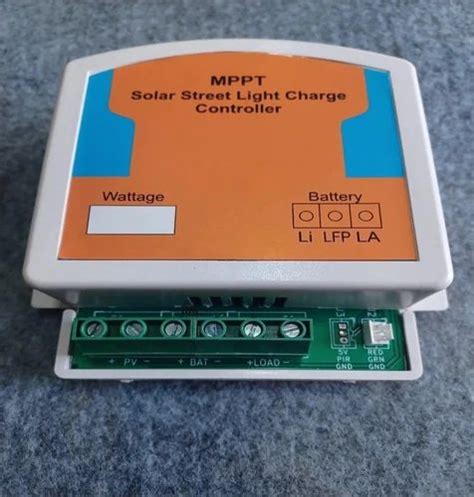 MPPT
Solar Street Light Charge
Controller
Wattage
Battery
Li LFP LA
+ PV -
+ BAT -
+LOAD-
5V
PIR
GND
RED
GRN
GND